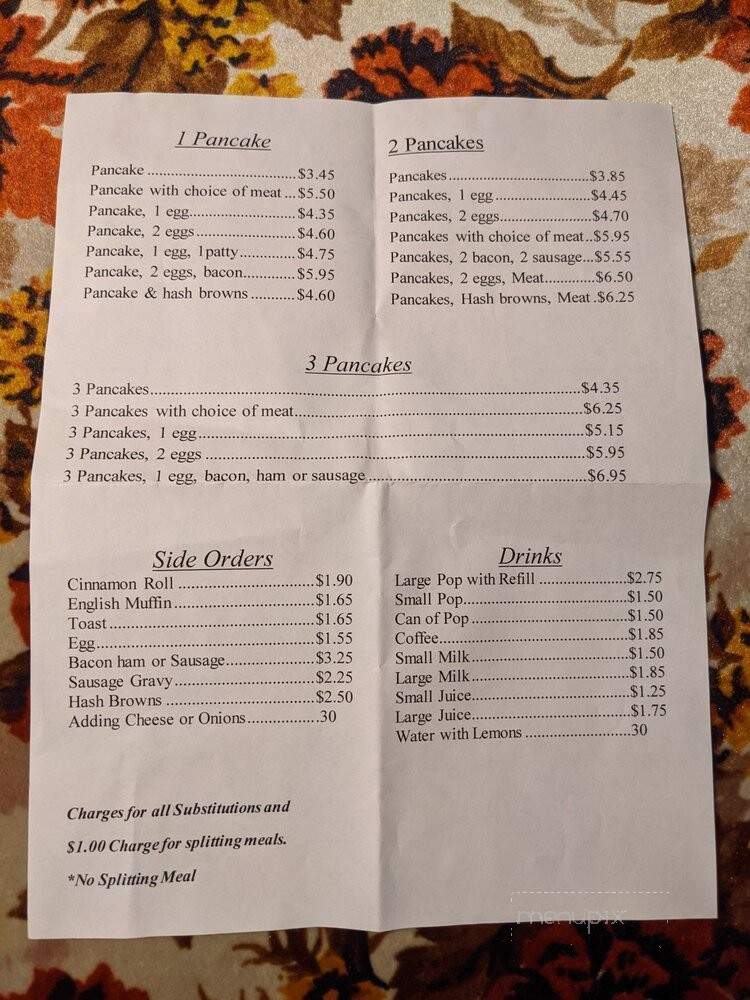 1 Pancake
Pancake ...................................$3.45
Pancake with choice of meat ...$5.50
Pancake, 1 egg.........................$4.35
Pancake, 2 eggs .......................$4.60
Pancake, 1 egg, 1patty.............$4.75
Pancake, 2 eggs, bacon............$5.95
Pancake & hash browns ..........$4.60
2 Pancakes
Pancakes.................................$3.85
Pancakes, 1 egg ......................$4.45
Pancakes, 2 eggs.....................$4.70
Pancakes with choice of meat..$5.95
Pancakes, 2 bacon, 2 sausage...$5.55
Pancakes, 2 eggs, Meat............$6.50
Pancakes, Hash browns, Meat .$6.25
3 Pancakes
3 Pancakes..........................................................$4.35
3 Pancakes with choice of meat..............................$6.25
3 Pancakes, 1 egg.................................................$5.15
3 Pancakes, 2 eggs ...............................................$5.95
3 Pancakes, 1 egg, bacon, ham or sausage ...................$6.95
Side Orders
Cinnamon Roll ...............................$1.90
English Muffin................................$1.65
Toast..............................................$1.65
Egg.................................................$1.55
Bacon ham or Sausage....................$3.25
Sausage Gravy................................$2.25
Hash Browns ..................................$2.50
Adding Cheese or Onions.................30
Drinks
Large Pop with Refill ....................$2.75
Small Pop.....................................$1.50
Can of Pop ...................................$1.50
Coffee..........................................$1.85
Small Milk....................................$1.50
Large Milk....................................$1.85
Small Juice...................................$1.25
Large Juice...................................$1.75
Water with Lemons ........................30
Charges for all Substitutions and
$1.00 Charge for splitting meals.
*No Splitting Meal
menupix